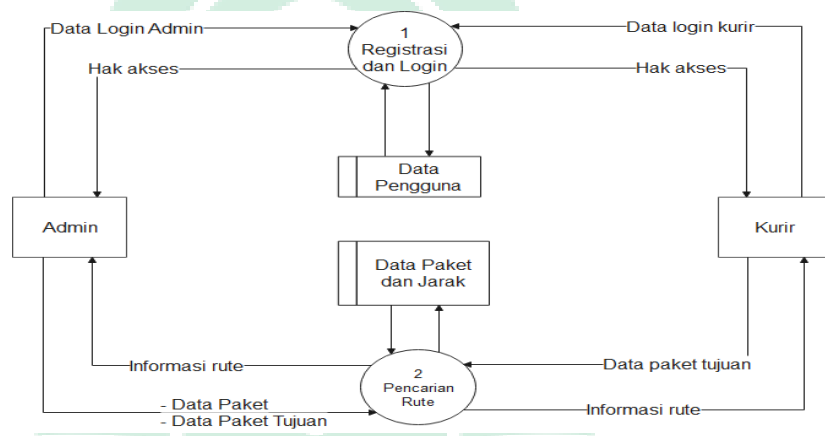 Data Login Admin
1
Registrasi
dan Login
Data login kurir
Hak akses
Hak akses
Data
Pengguna
Admin
Kurir
Data Paket
dan Jarak
Informasi rute
2
Pencarian
Rute
Data paket tujuan
- Data Paket
- Data Paket Tujuan
Informasi rute